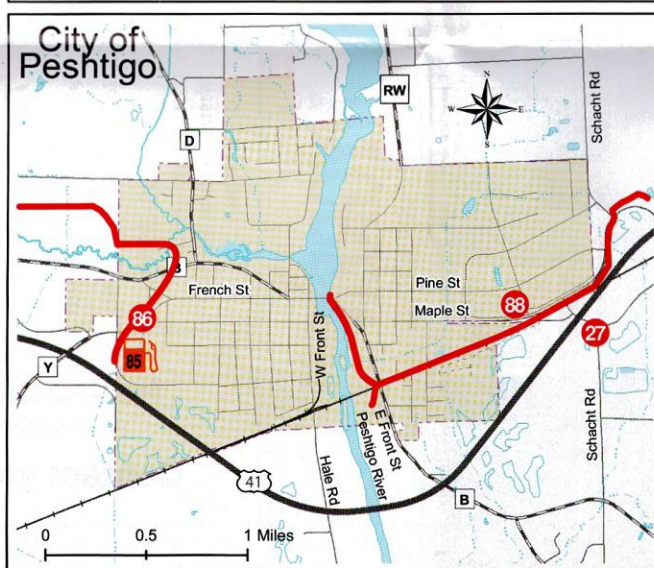 City of
Peshtigo
D
RW
N
W
E
S
Schacht Rd
B
French St
Pine St
Maple St
88
86
27
85
Y
W Front St
E Front St
Peshtigo River
Hale Rd
Schacht Rd
41
B
0 0.5 1 Miles